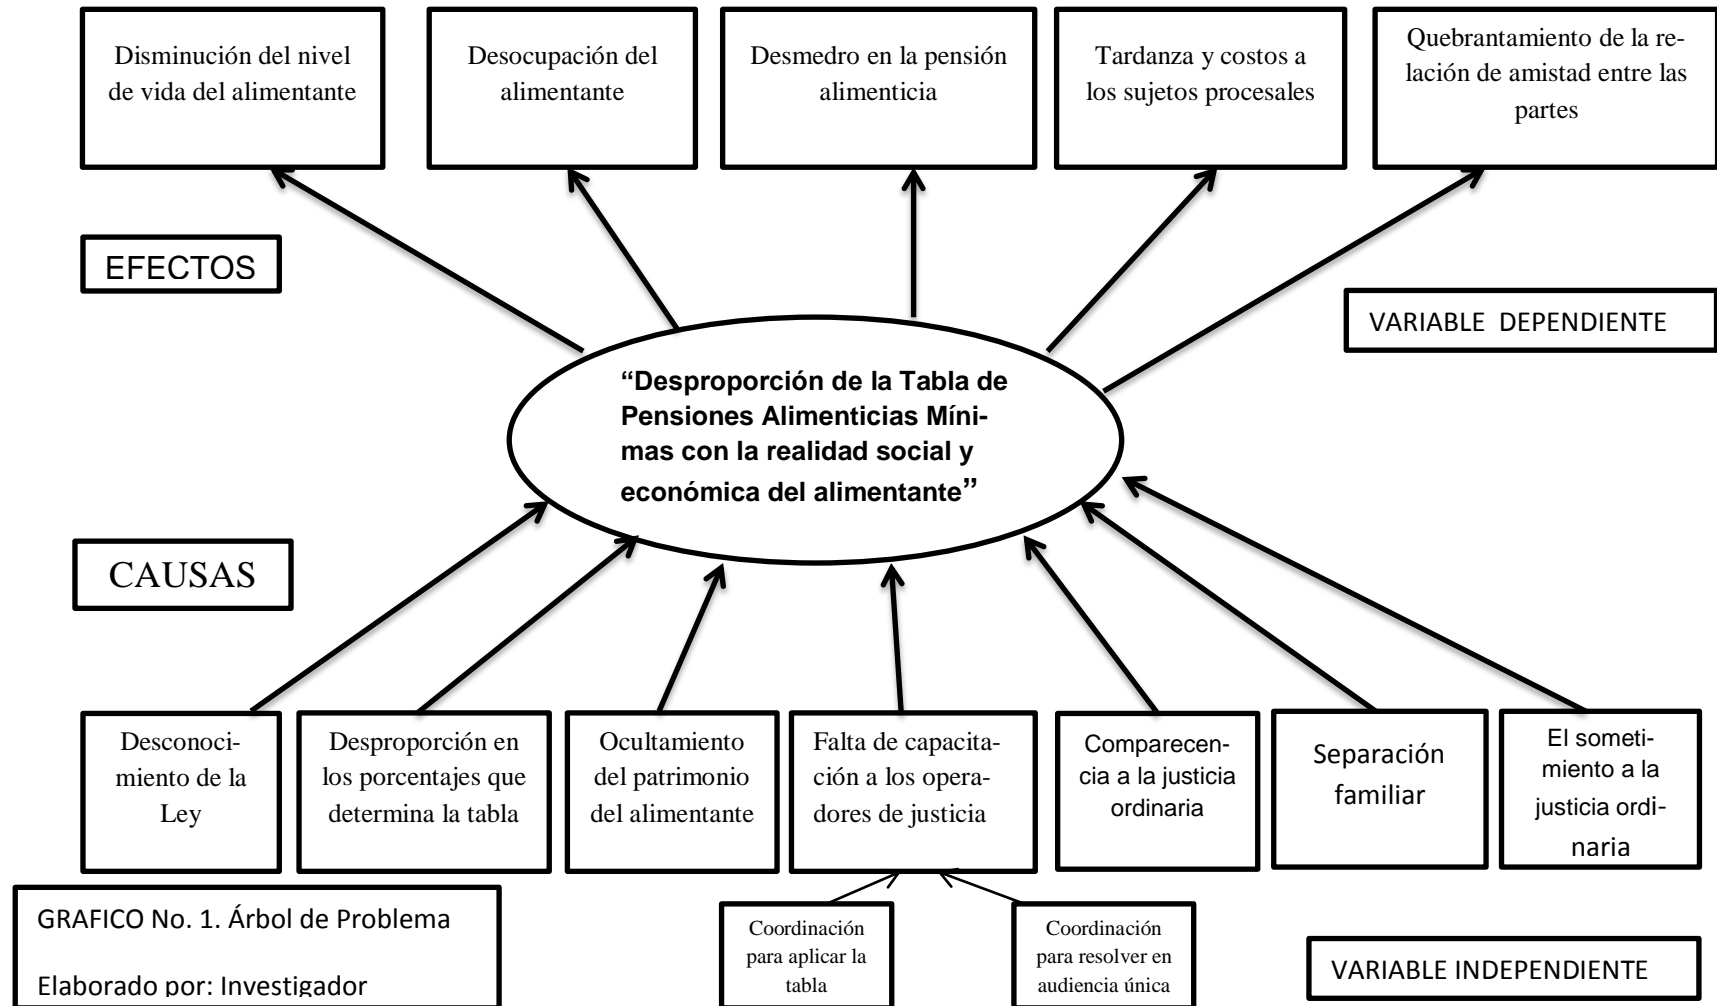 Disminución del nivel
de vida del alimentante
Desocupación del
alimentante
Desmedro en la pensión
alimenticia
Tardanza y costos a
los sujetos procesales
Quebrantamiento de la re-
lación de amistad entre las
partes
EFECTOS
VARIABLE DEPENDIENTE
“Desproporción de la Tabla de
Pensiones Alimenticias Míni-
mas con la realidad social y
económica del alimentante”
CAUSAS
Desconoci-
miento de la
Ley
Desproporción en
los porcentajes que
determina la tabla
Ocultamiento
del patrimonio
del alimentante
Falta de capacita-
ción a los opera-
dores de justicia
Comparecen-
cia a la justicia
ordinaria
Separación
familiar
El someti-
miento a la
justicia ordi-
naria
GRAFICO No. 1. Árbol de Problema
Elaborado por: Investigador
Coordinación
para aplicar la
tabla
Coordinación
para resolver en
audiencia única
VARIABLE INDEPENDIENTE